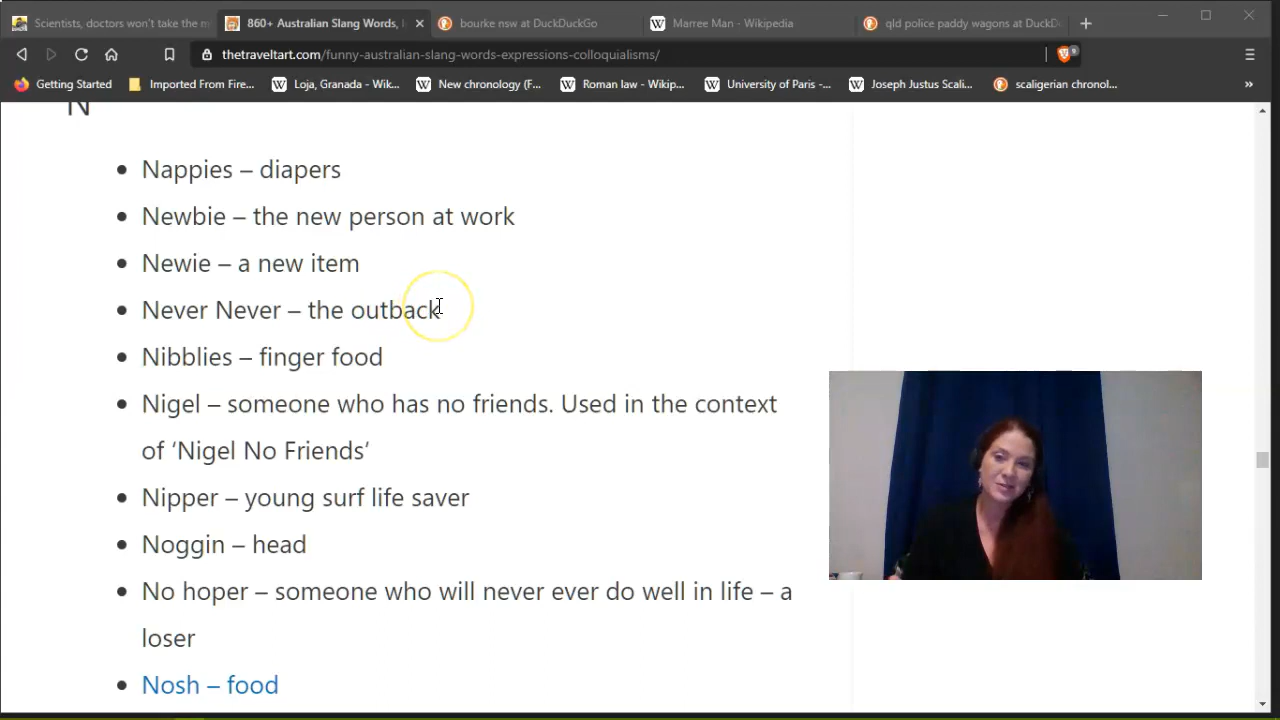 Scientists, doctors won't take the m
860+ Australian Slang Words,
bourke nsw at DuckDuckGo
Marree Man - Wikipedia
qld police paddy wagons at DuckD
thetraveltart.com/funny-australian-slang-words-expressions-colloquialisms/
9
Getting Started
Imported From Fire...
Loja, Granada - Wik...
New chronology (F...
Roman law - Wikip...
University of Paris -...
Joseph Justus Scali...
scaligerian chronol...
N
Nappies – diapers
Newbie – the new person at work
Newie – a new item
Never Never – the outback
Nibblies – finger food
Nigel – someone who has no friends. Used in the context
of ‘Nigel No Friends’
Nipper – young surf life saver
Noggin – head
No hoper – someone who will never ever do well in life – a
loser
Nosh – food